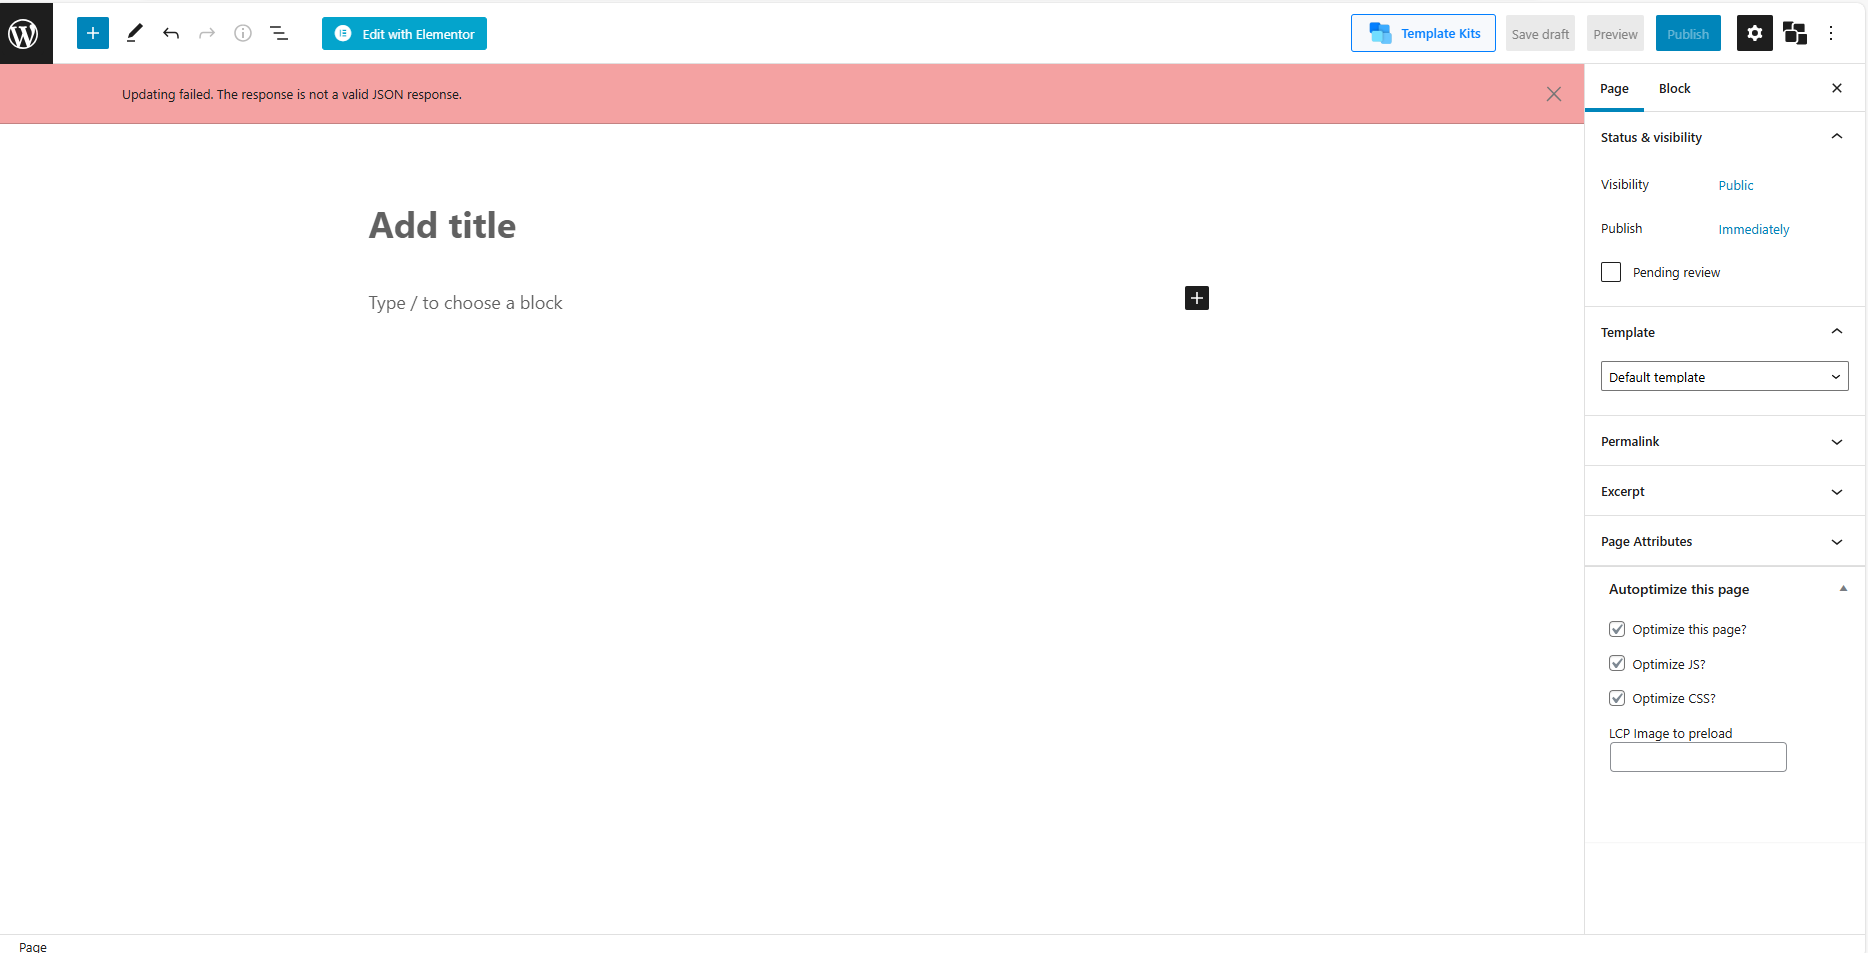 Edit with Elementor
Template Kits
Save draft
Preview
Publish
Updating failed. The response is not a valid JSON response.
Add title
Type / to choose a block
Page
Block
Status & visibility
Visibility
Public
Publish
Immediately
Pending review
Template
Default template
Permalink
Excerpt
Page Attributes
Autoptimize this page
Optimize this page?
Optimize JS?
Optimize CSS?
LCP Image to preload
Page